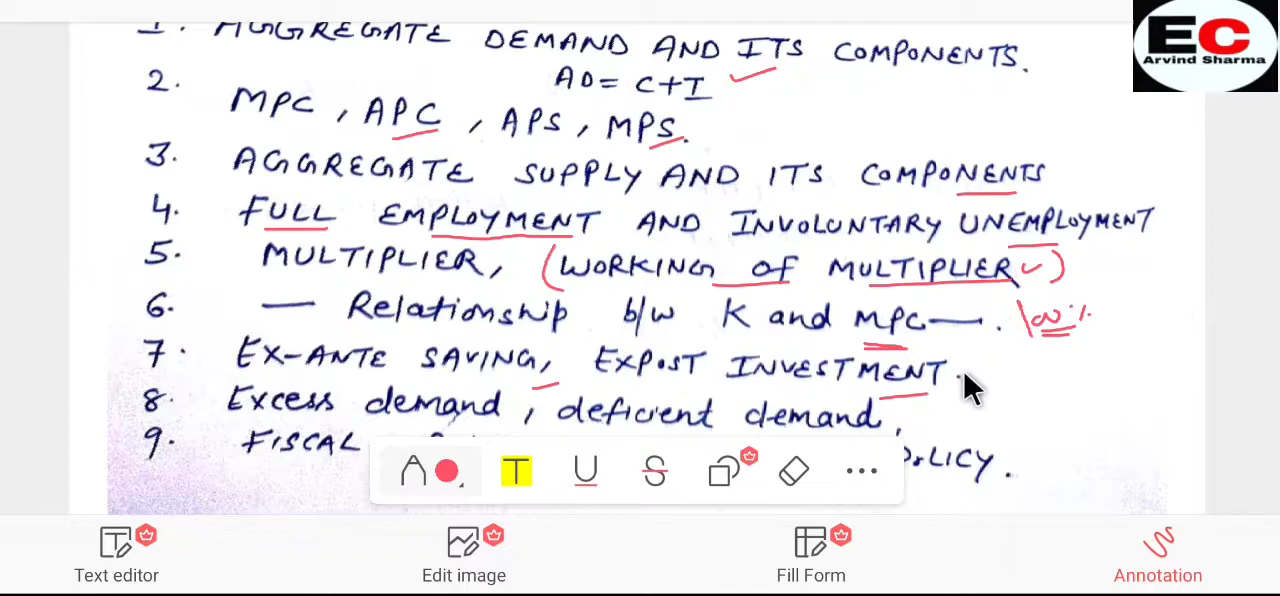 EC
Arvind Sharma
1. AGGREGATE DEMAND AND ITS COMPONENTS.
AD = C+I
2. MPC, APC, APS, MPS.
3. AGGREGATE SUPPLY AND ITS COMPONENTS
4. FULL EMPLOYMENT AND INVOLUNTARY UNEMPLOYMENT
5. MULTIPLIER, (WORKING OF MULTIPLIER)
6. — Relationship b/w K and MPC —. 100%
7. EX-ANTE SAVING, EXPOST INVESTMENT.
8. Excess demand, deficient demand,
9. FISCAL POLICY.
T U S
Text editor
Edit image
Fill Form
Annotation